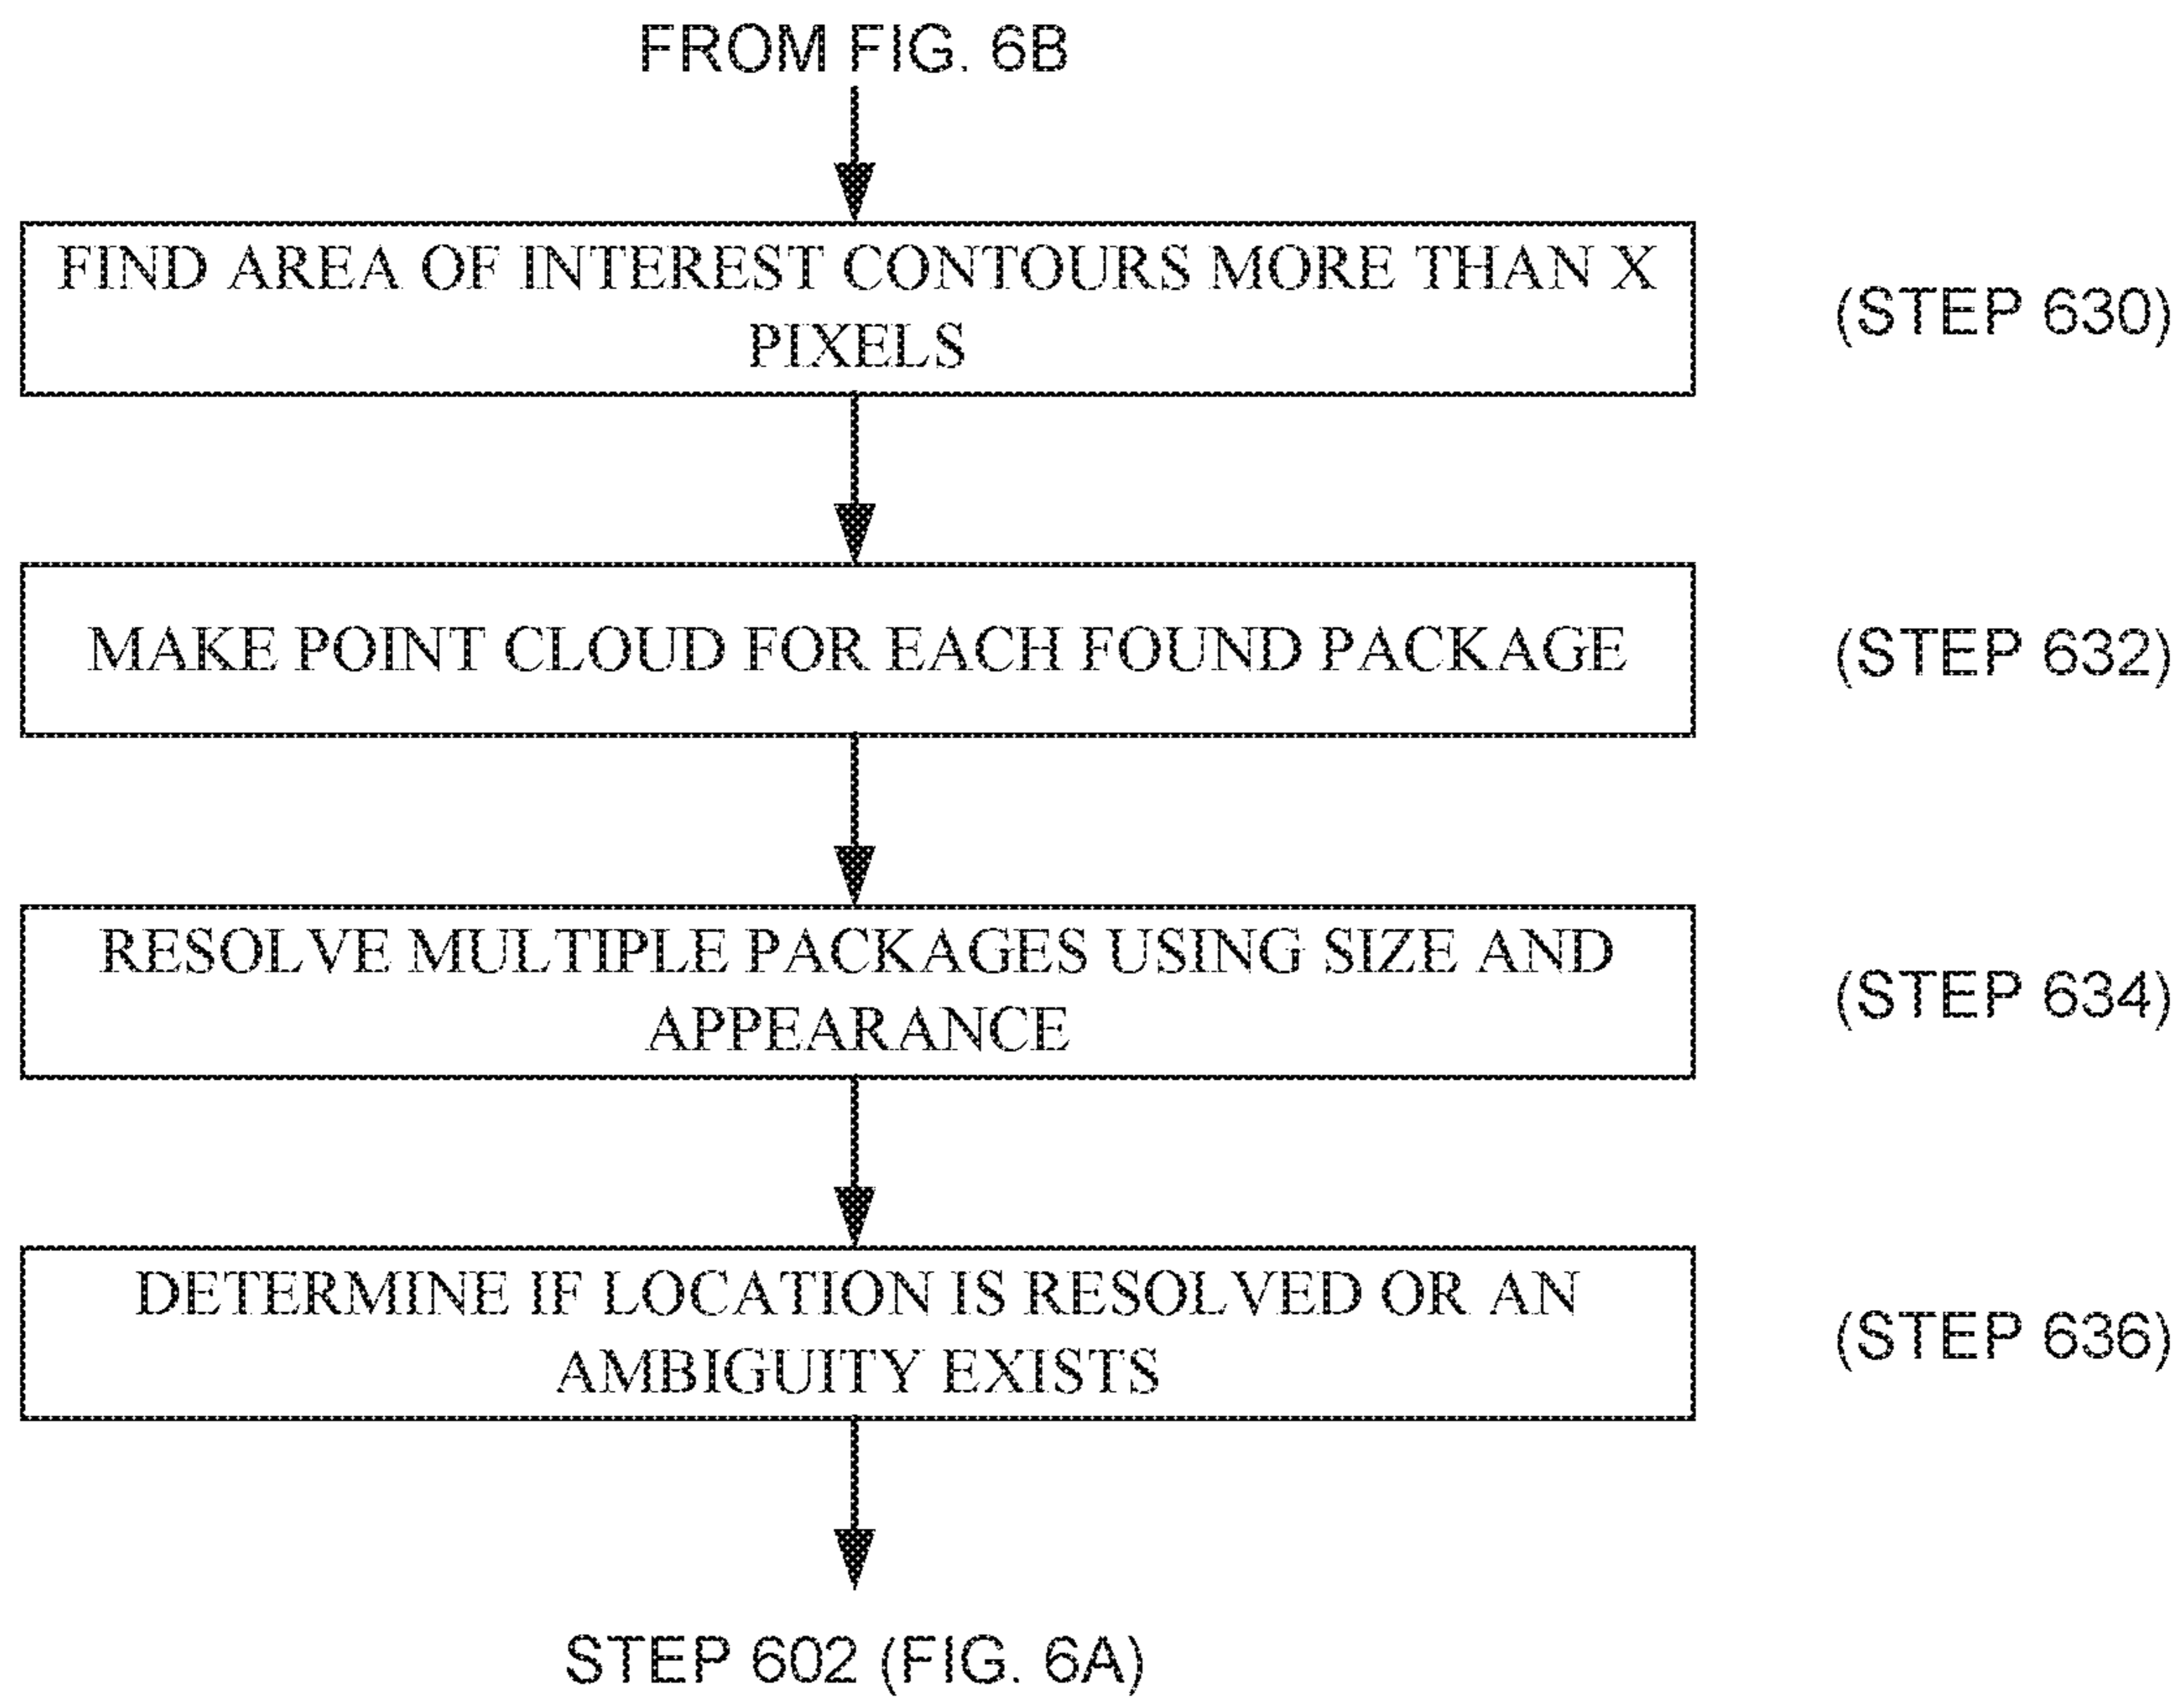 FROM FIG. 6B
FIND AREA OF INTEREST CONTOURS MORE THAN X
PIXELS
(STEP 630)
MAKE POINT CLOUD FOR EACH FOUND PACKAGE
(STEP 632)
RESOLVE MULTIPLE PACKAGES USING SIZE AND
APPEARANCE
(STEP 634)
DETERMINE IF LOCATION IS RESOLVED OR AN
AMBIGUITY EXISTS
(STEP 636)
STEP 602 (FIG. 6A)